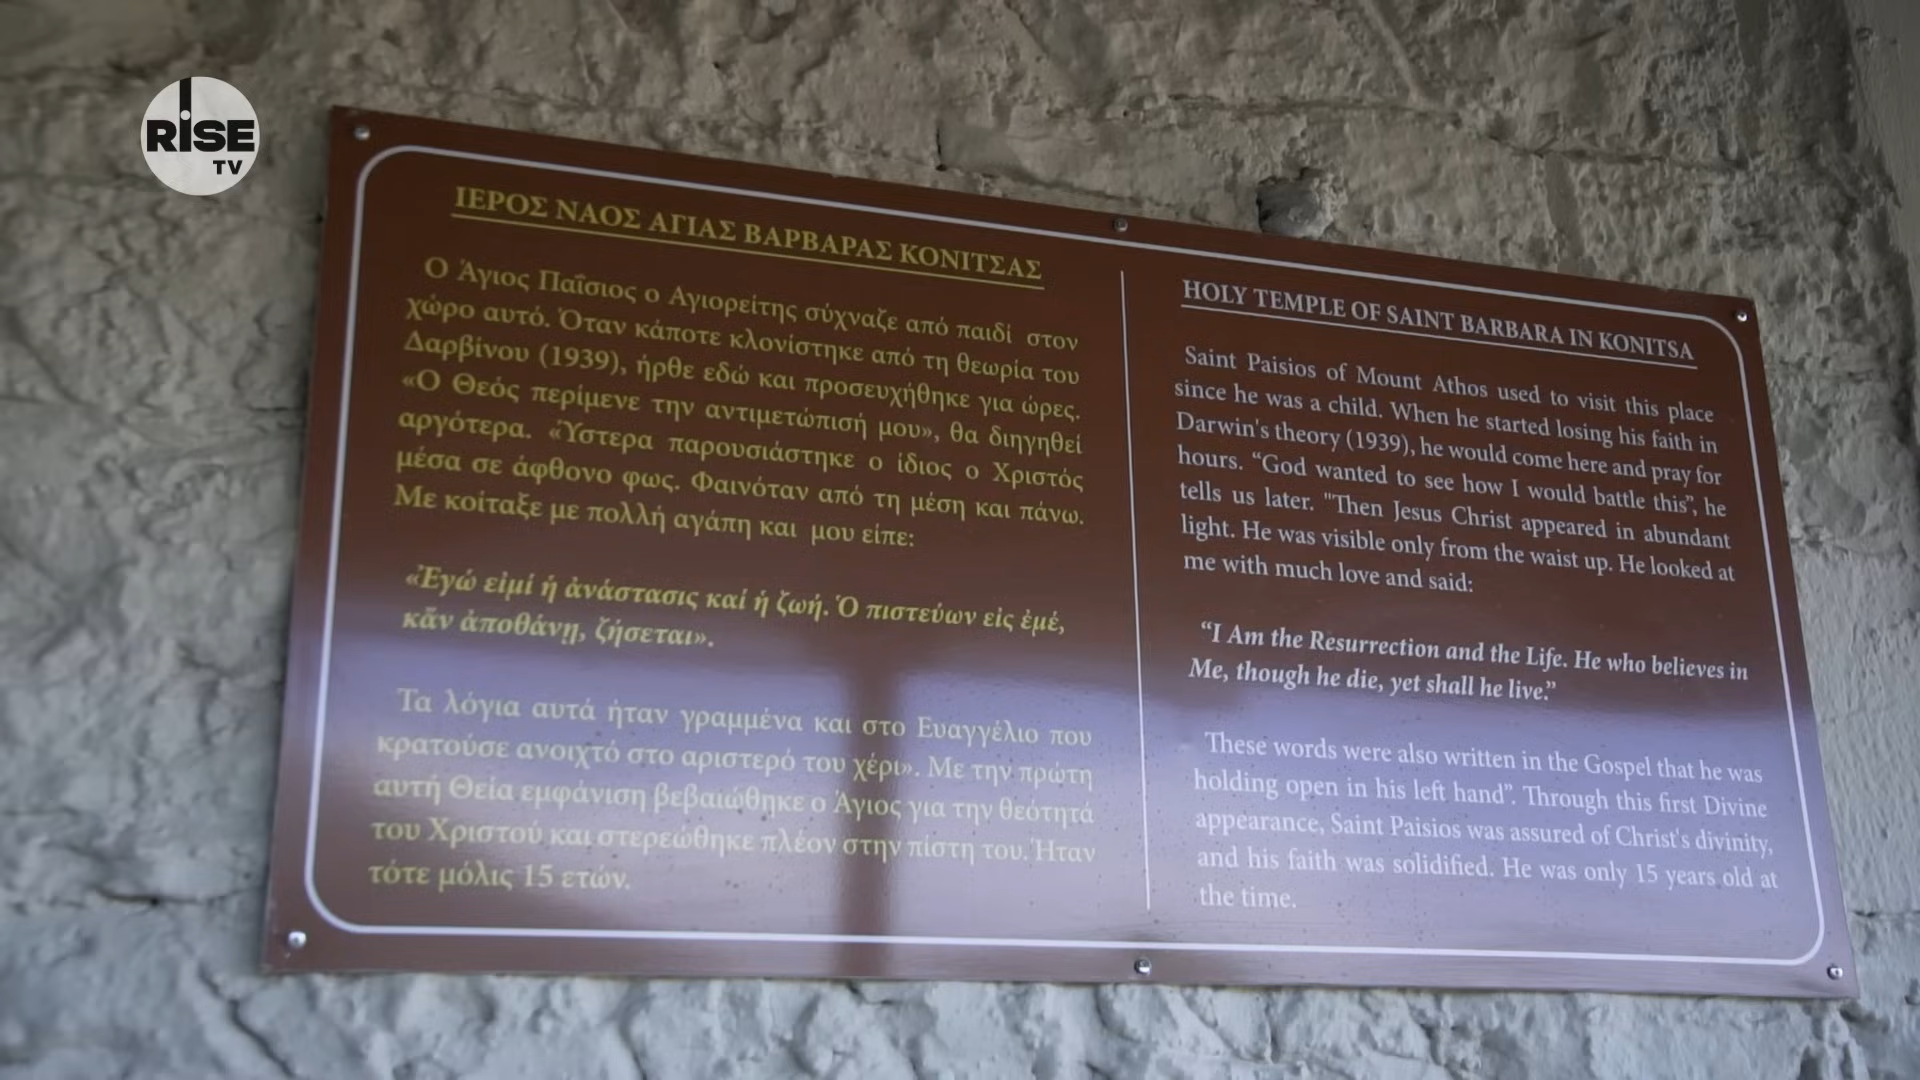 RISE
TV
ΙΕΡΟΣ ΝΑΟΣ ΑΓΙΑΣ ΒΑΡΒΑΡΑΣ ΚΟΝΙΤΣΑΣ
Ο Άγιος Παΐσιος ο Αγιορείτης σύχναζε από παιδί στον
χώρο αυτό. Όταν κάποτε κλονίστηκε από τη θεωρία του
Δαρβίνου (1939), ήρθε εδώ και προσευχήθηκε για ώρες.
«Ο Θεός περίμενε την αντιμετώπισή μου», θα διηγηθεί
αργότερα. «Ύστερα παρουσιάστηκε ο ίδιος ο Χριστός
μέσα σε άφθονο φως. Φαινόταν από τη μέση και πάνω.
Με κοίταξε με πολλή αγάπη και μου είπε:
«Ἐγώ εἰμί ἡ ἀνάστασις καί ἡ ζωή. Ὁ πιστεύων εἰς ἐμέ,
κἄν ἀποθάνῃ, ζήσεται».
Τα λόγια αυτά ήταν γραμμένα και στο Ευαγγέλιο που
κρατούσε ανοιχτό στο αριστερό του χέρι». Με την πρώτη
αυτή Θεία εμφάνιση βεβαιώθηκε ο Άγιος για την θεότητά
του Χριστού και στερεώθηκε πλέον στην πίστη του. Ήταν
τότε μόλις 15 ετών.
HOLY TEMPLE OF SAINT BARBARA IN KONITSA
Saint Paisios of Mount Athos used to visit this place
since he was a child. When he started losing his faith in
Darwin's theory (1939), he would come here and pray for
hours. “God wanted to see how I would battle this”, he
tells us later. "Then Jesus Christ appeared in abundant
light. He was visible only from the waist up. He looked at
me with much love and said:
“I Am the Resurrection and the Life. He who believes in
Me, though he die, yet shall he live.”
These words were also written in the Gospel that he was
holding open in his left hand”. Through this first Divine
appearance, Saint Paisios was assured of Christ's divinity,
and his faith was solidified. He was only 15 years old at
the time.